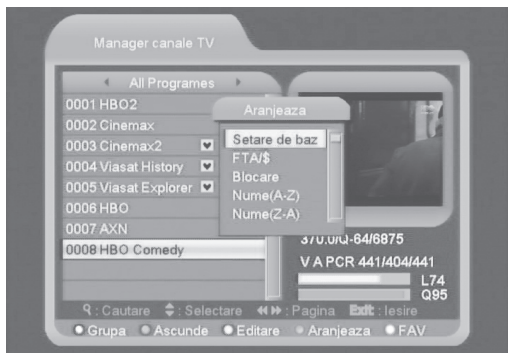 Manager canale TV
All Programes
0001 HBO2
0002 Cinemax
0003 Cinemax2
0004 Viasat History
0005 Viasat Explorer
0006 HBO
0007 AXN
0008 HBO Comedy
Aranjeaza
Setare de baz
FTA/$
Blocare
Nume(A-Z)
Nume(Z-A)
370.0/Q-64/6875
V A PCR 441/404/441
L74
Q95
: Cautare : Selectare : Pagina Exit : Iesire
Grupa Ascunde Editare Aranjeaza FAV